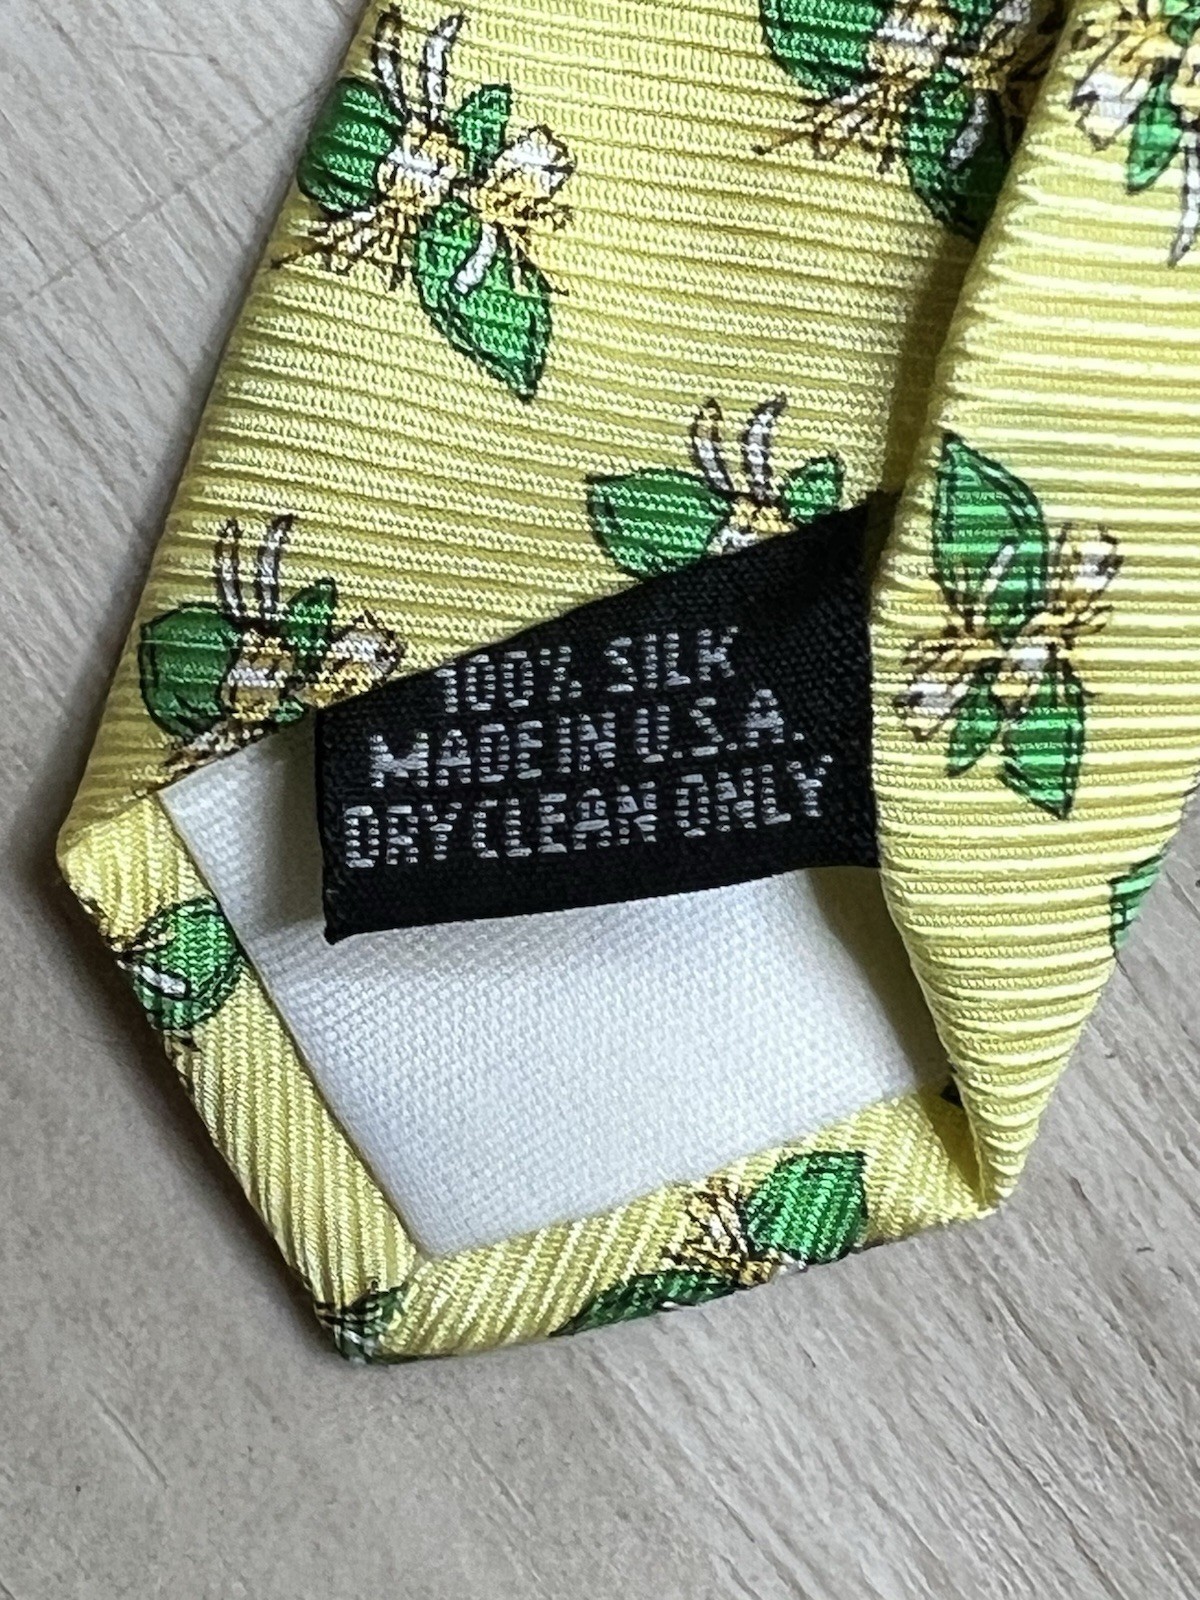 100% SILK
MADE IN U.S.A.
DRY CLEAN ONLY